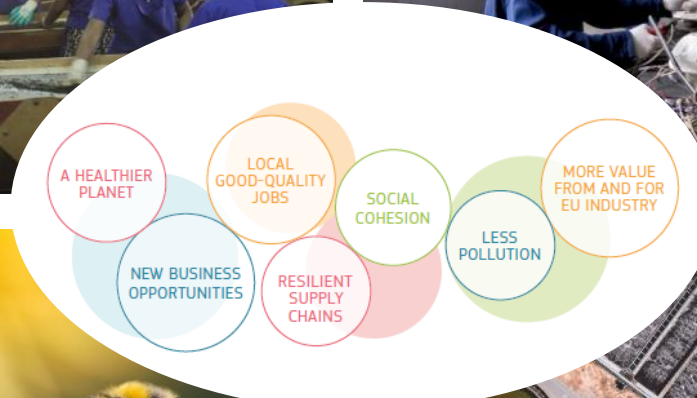 A HEALTHIER
PLANET
NEW BUSINESS
OPPORTUNITIES
LOCAL
GOOD-QUALITY
JOBS
RESILIENT
SUPPLY
CHAINS
SOCIAL
COHESION
LESS
POLLUTION
MORE VALUE
FROM AND FOR
EU INDUSTRY